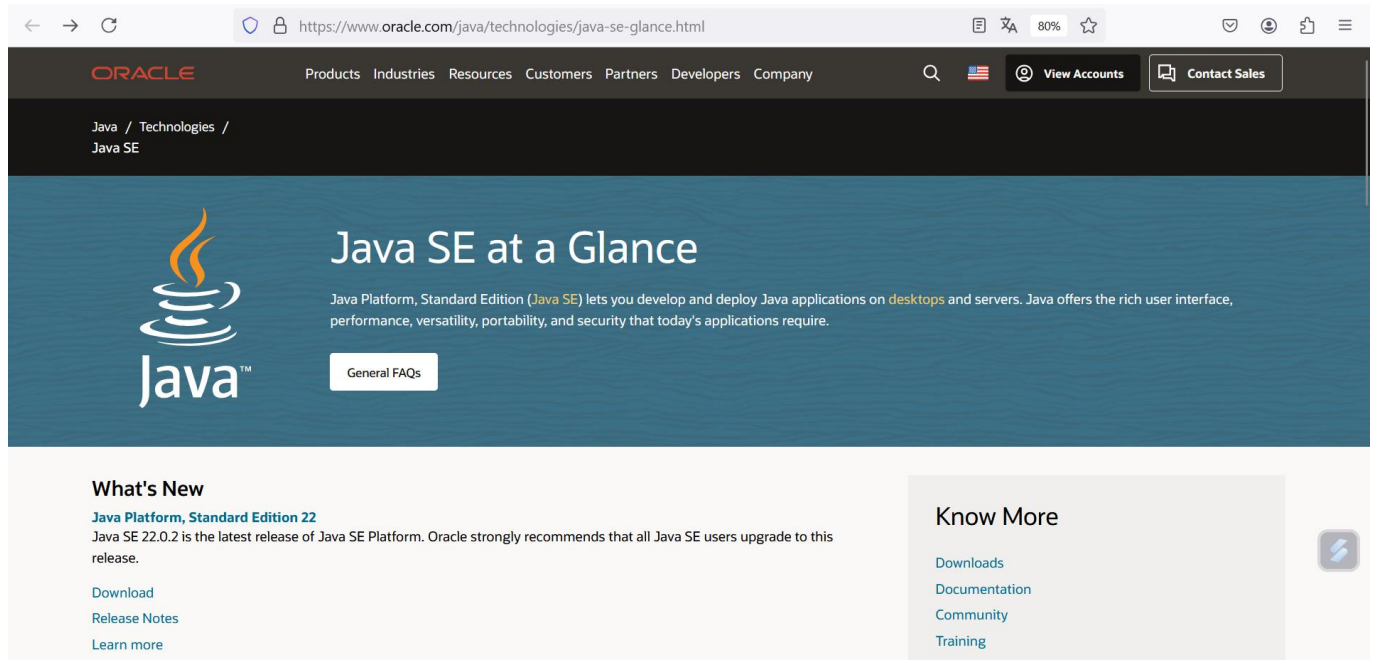 https://www.oracle.com/java/technologies/java-se-glance.html
80%
ORACLE
Products Industries Resources Customers Partners Developers Company
View Accounts
Contact Sales
Java / Technologies /
Java SE
Java™
Java SE at a Glance
Java Platform, Standard Edition (Java SE) lets you develop and deploy Java applications on desktops and servers. Java offers the rich user interface,
performance, versatility, portability, and security that today's applications require.
General FAQs
What's New
Java Platform, Standard Edition 22
Java SE 22.0.2 is the latest release of Java SE Platform. Oracle strongly recommends that all Java SE users upgrade to this
release.
Download
Release Notes
Learn more
Know More
Downloads
Documentation
Community
Training